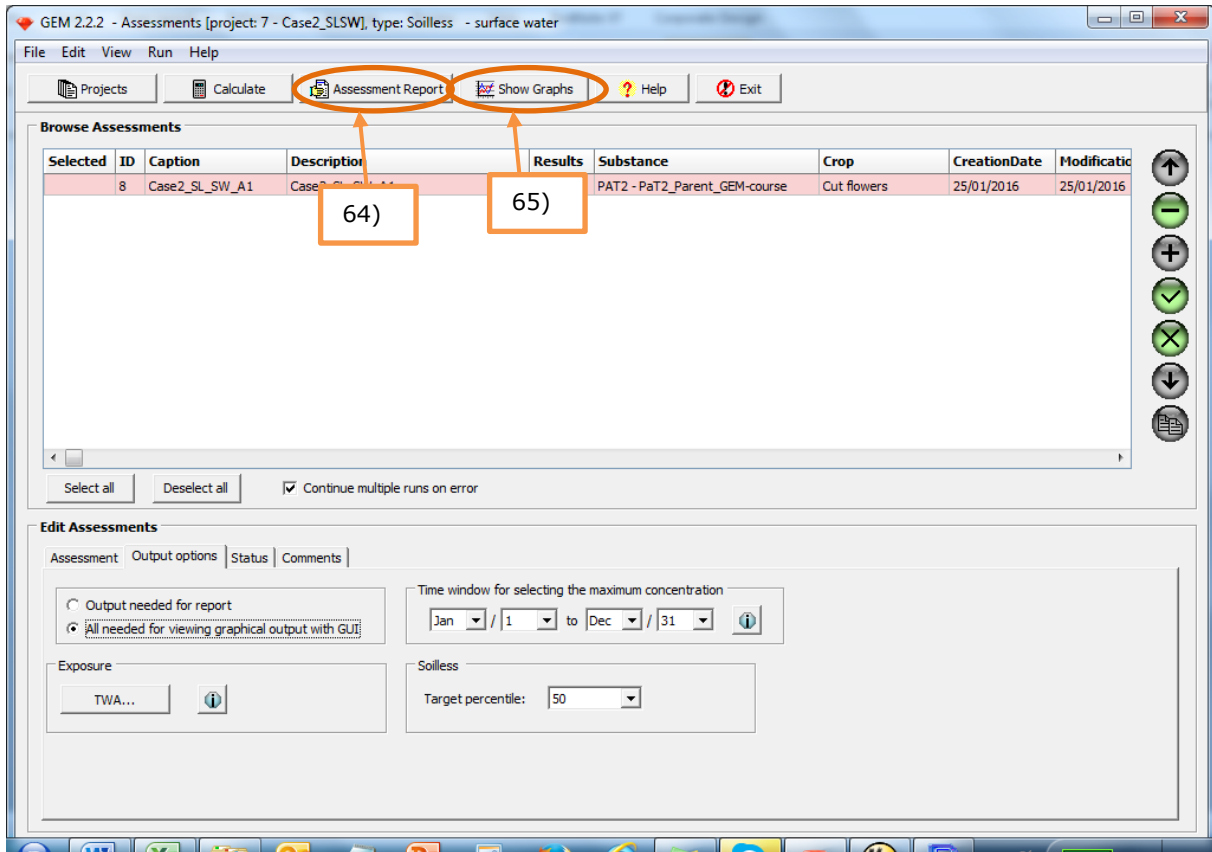 GEM 2.2.2 - Assessments [project: 7 - Case2_SLSW], type: Soilless - surface water
File Edit View Run Help
Projects Calculate Assessment Report Show Graphs ? Help Exit
Browse Assessments
Selected ID Caption Description Results Substance Crop CreationDate Modificatio
8 Case2_SL_SW_A1 PAT2 - PaT2_Parent_GEM-course Cut flowers 25/01/2016 25/01/2016
64)
65)
Select all Deselect all Continue multiple runs on error
Edit Assessments
Assessment Output options Status Comments
Output needed for report
All needed for viewing graphical output with GUI
Time window for selecting the maximum concentration
Jan / 1 to Dec / 31
Exposure
TWA...
Soilless
Target percentile: 50